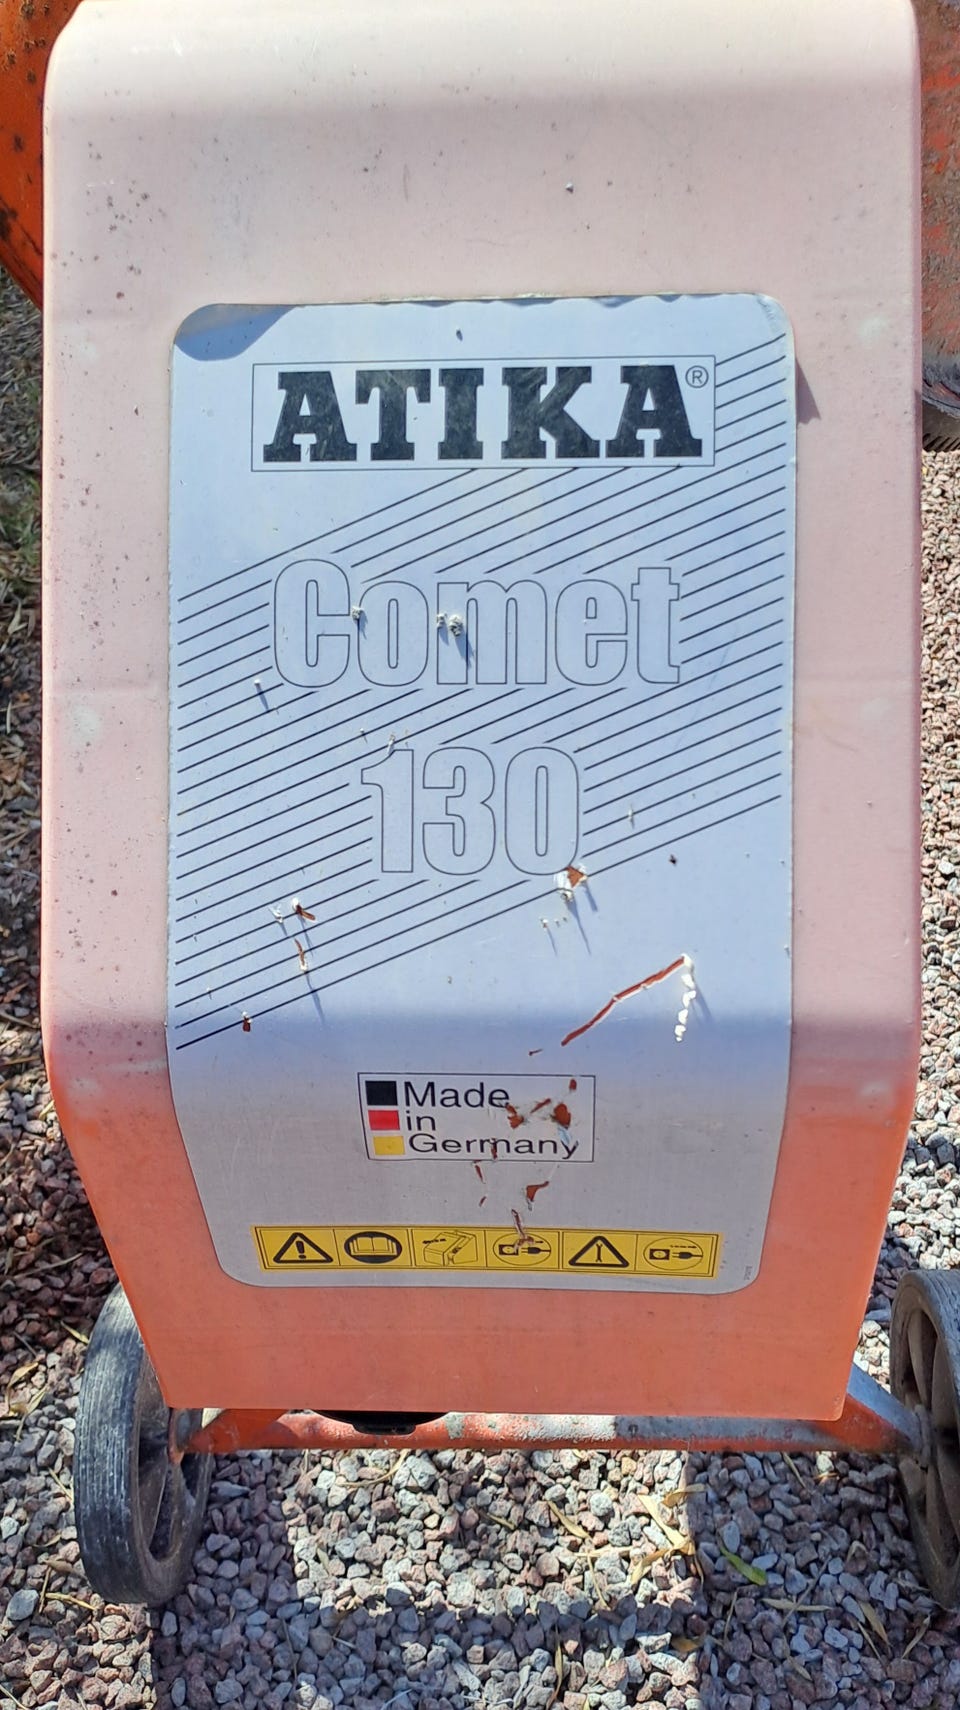 ATIKA®
Comet
130
Made
in
Germany